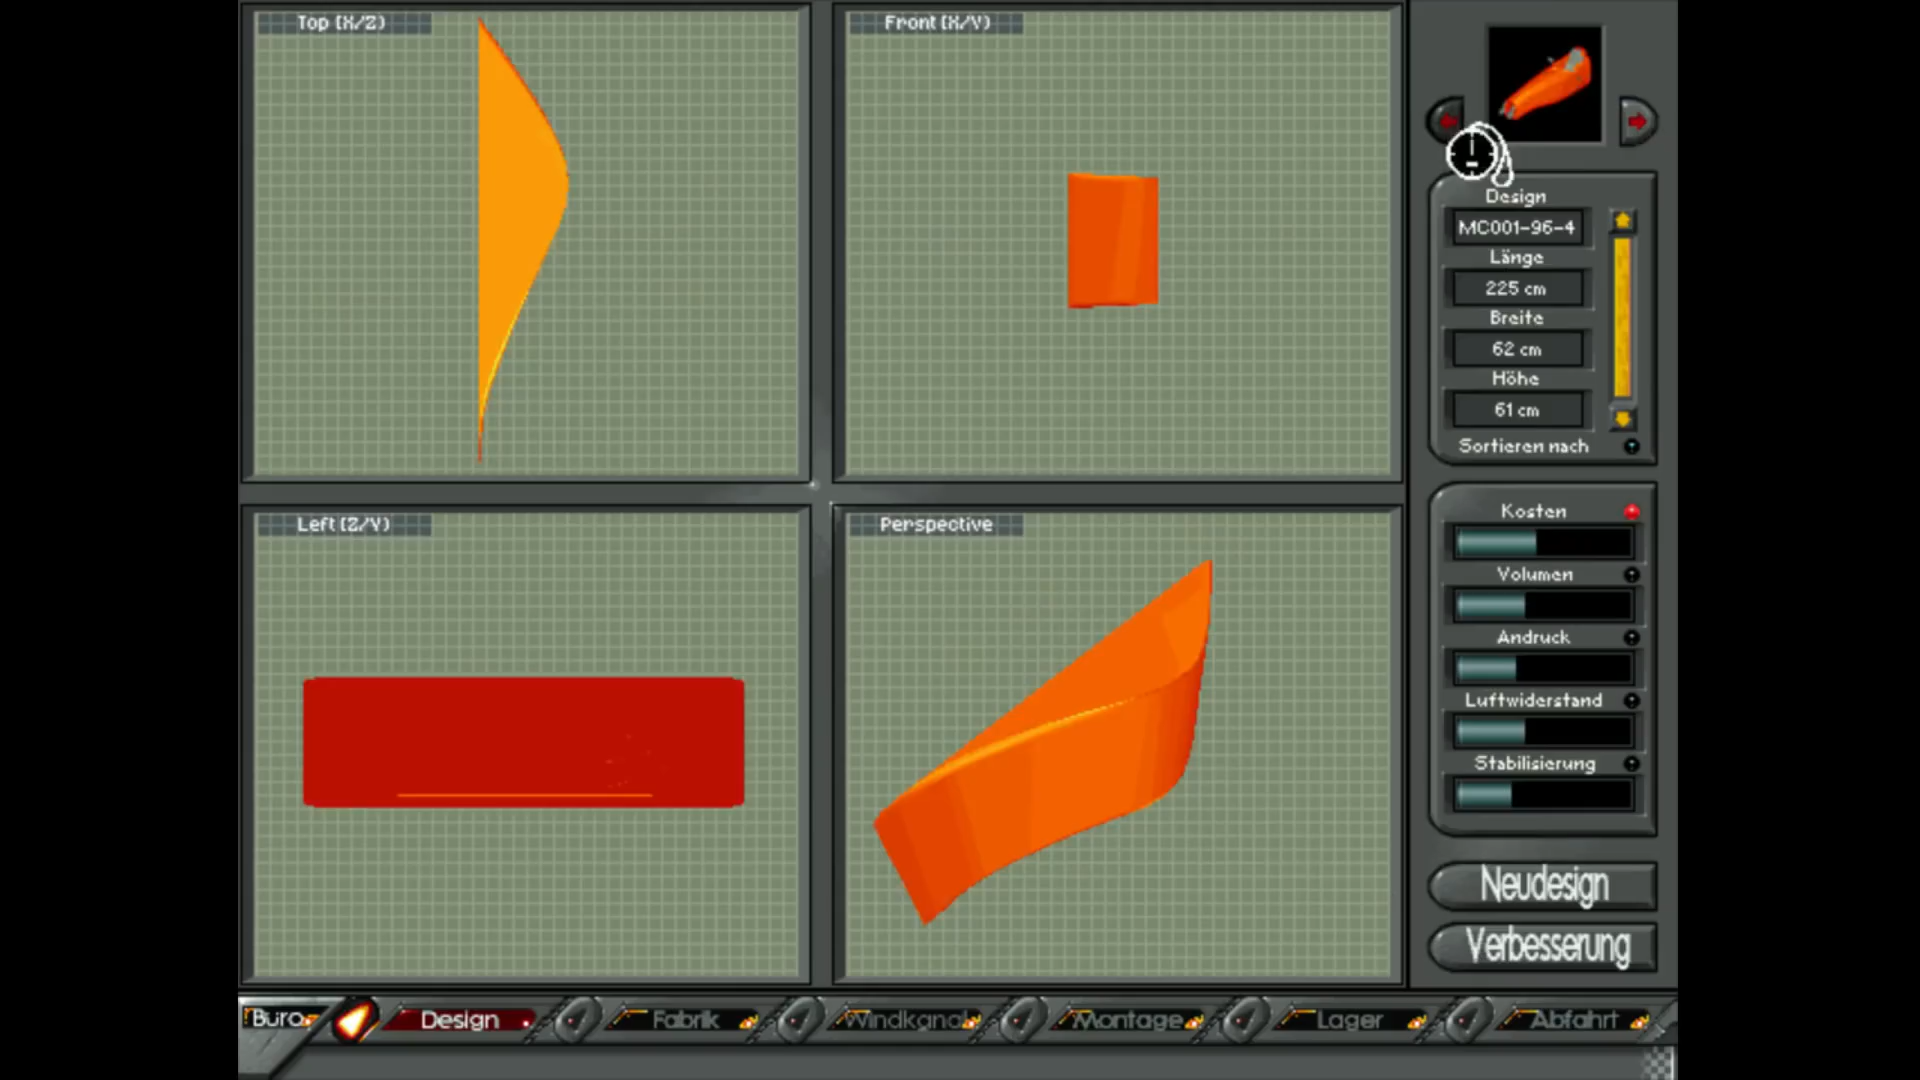 Top (X/Z)
Front (X/Y)
Design
MC001-96-4
Länge
225 cm
Breite
62 cm
Höhe
61 cm
Sortieren nach
Left (Z/Y)
Perspective
Kosten
Volumen
Andruck
Luftwiderstand
Stabilisierung
Neudesign
Verbesserung
Büro
Design
Fabrik
Windkanal
Montage
Lager
Abfahrt